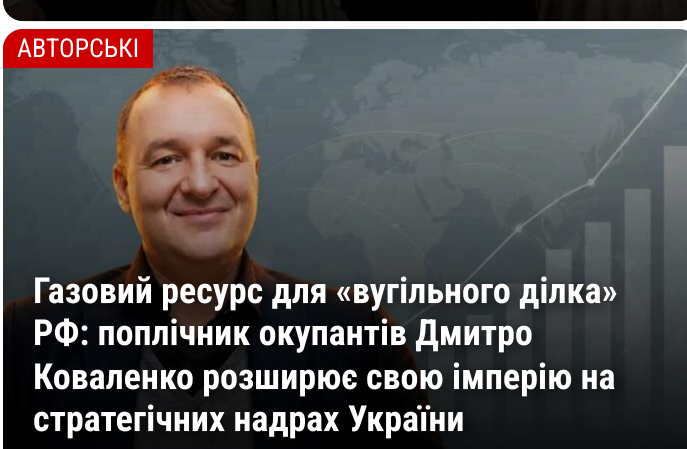 АВТОРСЬКІ
Газовий ресурс для «вугільного ділка»
РФ: поплічник окупантів Дмитро
Коваленко розширює свою імперію на
стратегічних надрах України